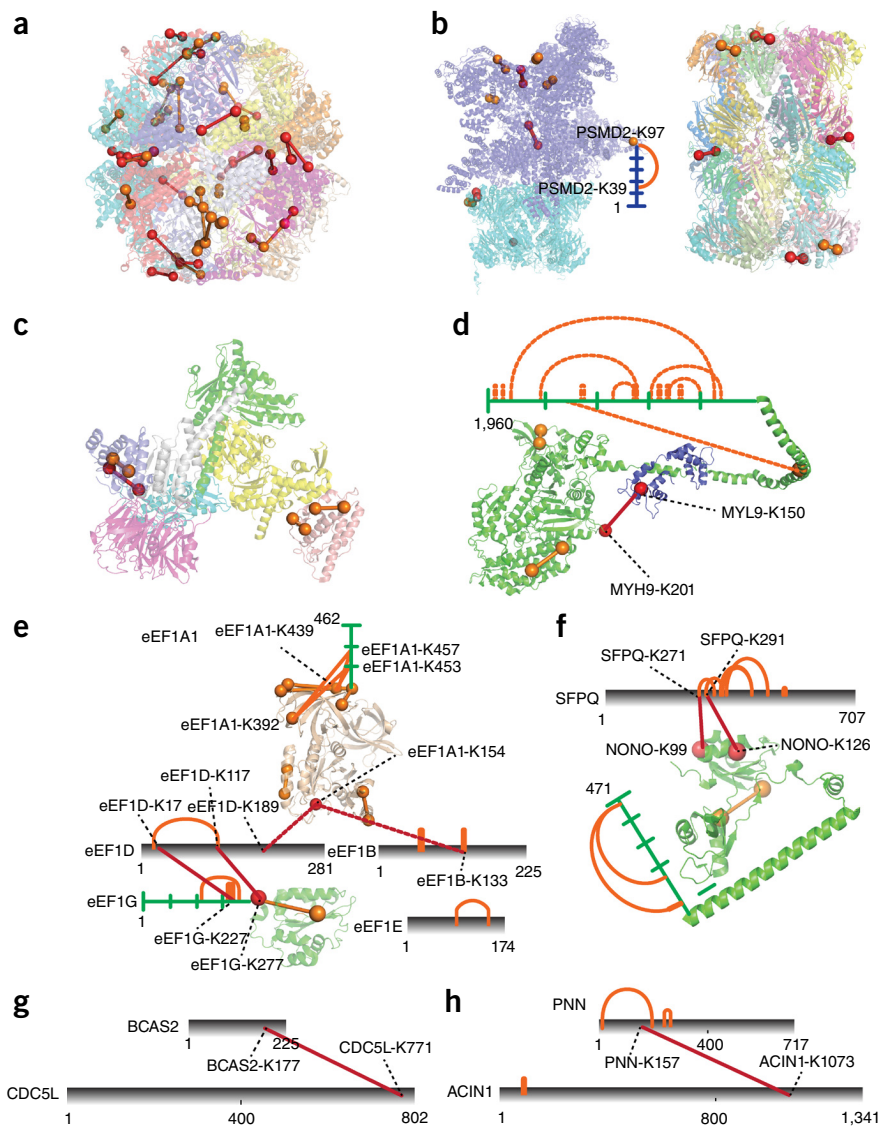 a
b
PSMD2-K97
PSMD2-K39
1
c
d
1,960
MYL9-K150
MYH9-K201
e
462
eEF1A1-K439
eEF1A1
eEF1A1-K457
eEF1A1-K453
eEF1A1-K392
eEF1A1-K154
eEF1D-K117
eEF1D-K17
eEF1D-K189
eEF1D
1
281
eEF1B
1
225
eEF1B-K133
eEF1G
1
eEF1G-K227
eEF1G-K277
eEF1E
1
174
f
SFPQ-K291
SFPQ-K271
SFPQ
1
707
NONO-K99
NONO-K126
471
g
BCAS2
1
225
BCAS2-K177
CDC5L-K771
CDC5L
1
400
802
h
PNN
1
400
717
PNN-K157
ACIN1-K1073
ACIN1
1
800
1,341